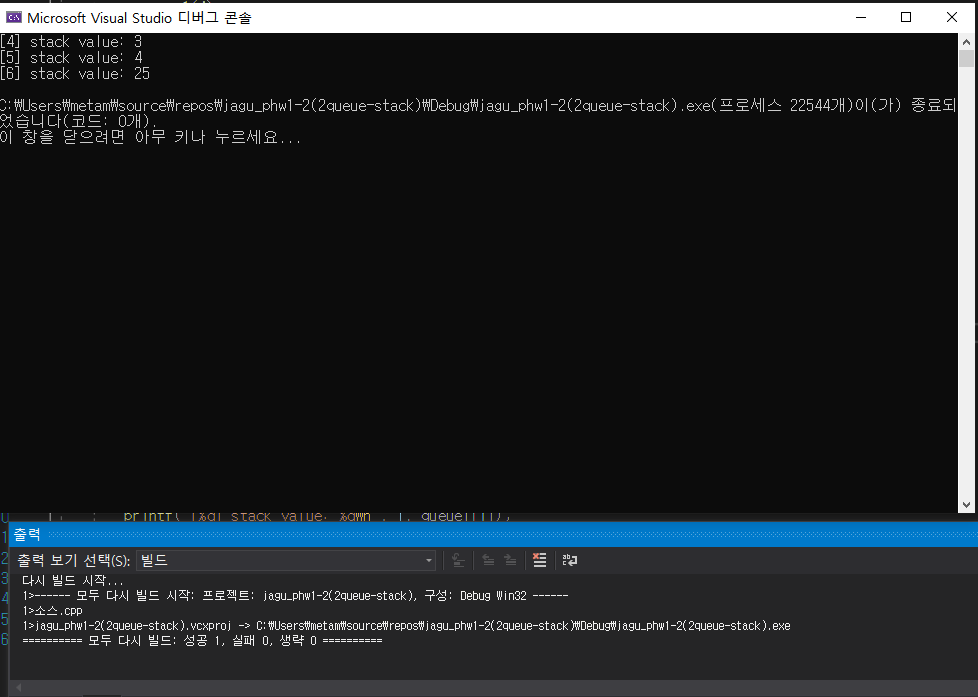 Microsoft Visual Studio 디버그 콘솔
[4] stack value: 3
[5] stack value: 4
[6] stack value: 25
C:\Users\metam\source\repos\jagu_phw1-2(2queue-stack)\Debug\jagu_phw1-2(2queue-stack).exe(프로세스 22544개)이(가) 종료되
었습니다(코드: 0개).
이 창을 닫으려면 아무 키나 누르세요...
printf("[%d] stack value: %d\n", i, queue[i]);
출력
출력 보기 선택(S): 빌드
다시 빌드 시작...
1>------ 모두 다시 빌드 시작: 프로젝트: jagu_phw1-2(2queue-stack), 구성: Debug Win32 ------
1>소스.cpp
1>jagu_phw1-2(2queue-stack).vcxproj -> C:\Users\metam\source\repos\jagu_phw1-2(2queue-stack)\Debug\jagu_phw1-2(2queue-stack).exe
========== 모두 다시 빌드: 성공 1, 실패 0, 생략 0 ==========